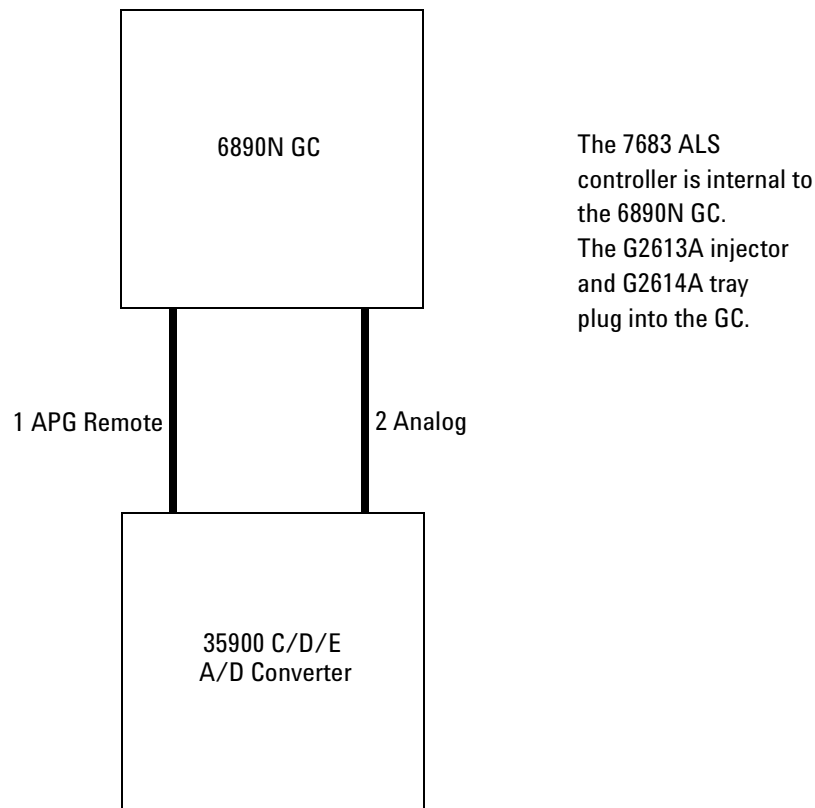 6890N GC
The 7683 ALS
controller is internal to
the 6890N GC.
The G2613A injector
and G2614A tray
plug into the GC.
1 APG Remote
2 Analog
35900 C/D/E
A/D Converter